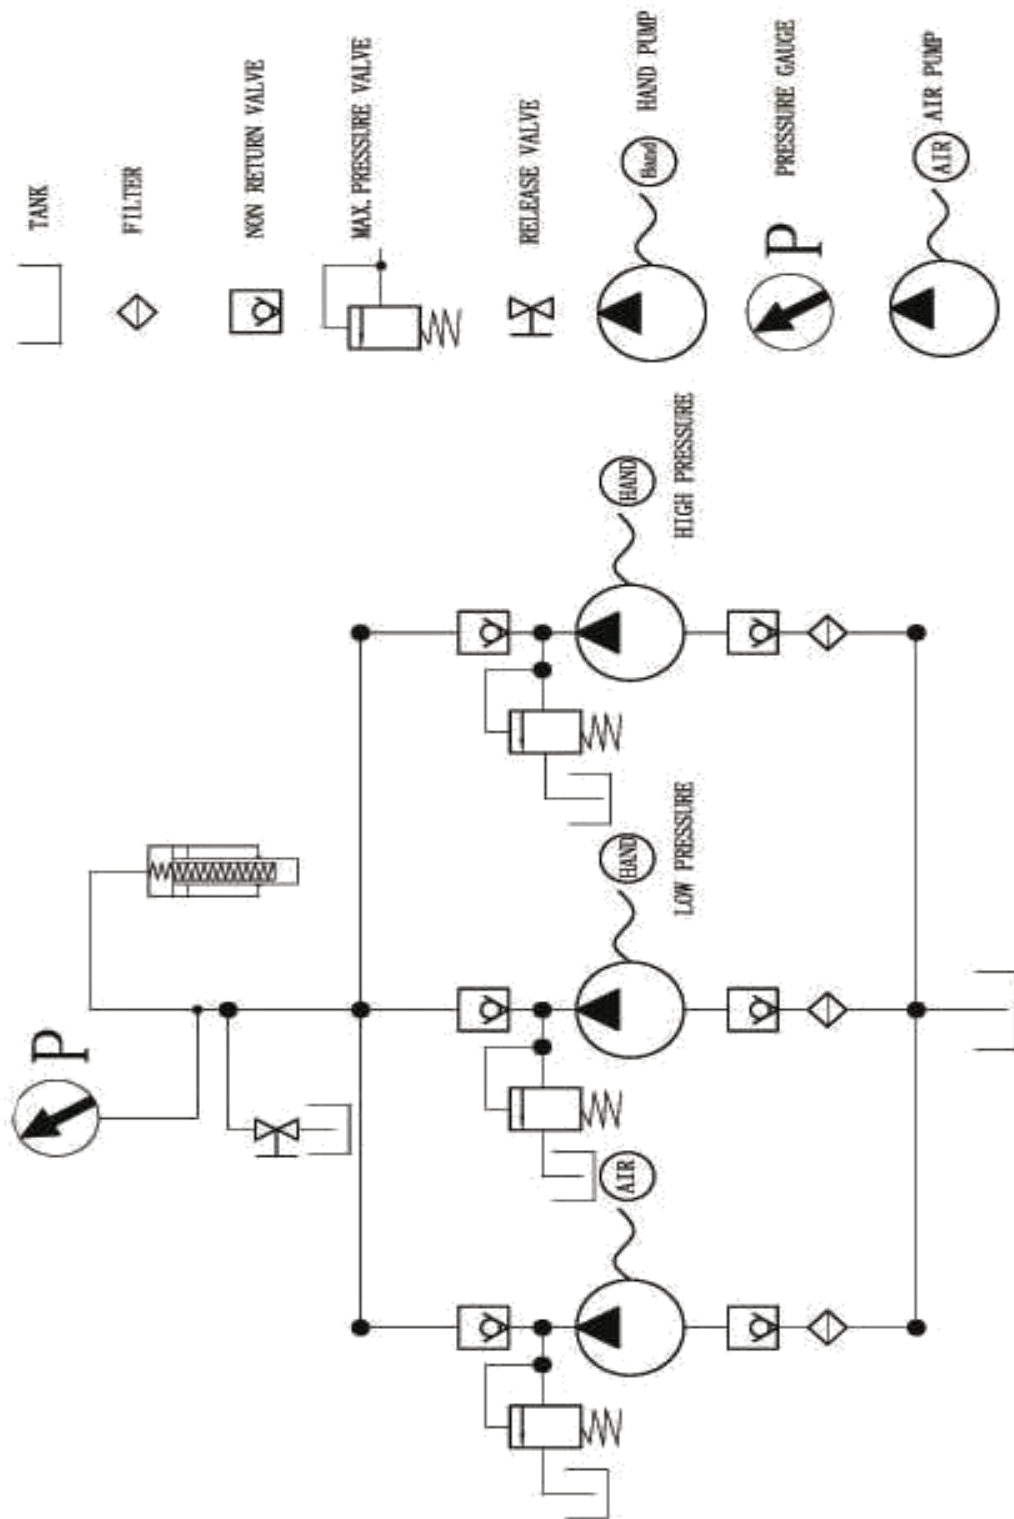 TANK
FILTER
NON RETURN VALVE
MAX. PRESSURE VALVE
RELEASE VALVE
Hand HAND PUMP
P PRESSURE GAUGE
AIR AIR PUMP
P
AIR
HAND
LOW PRESSURE
HAND
HIGH PRESSURE